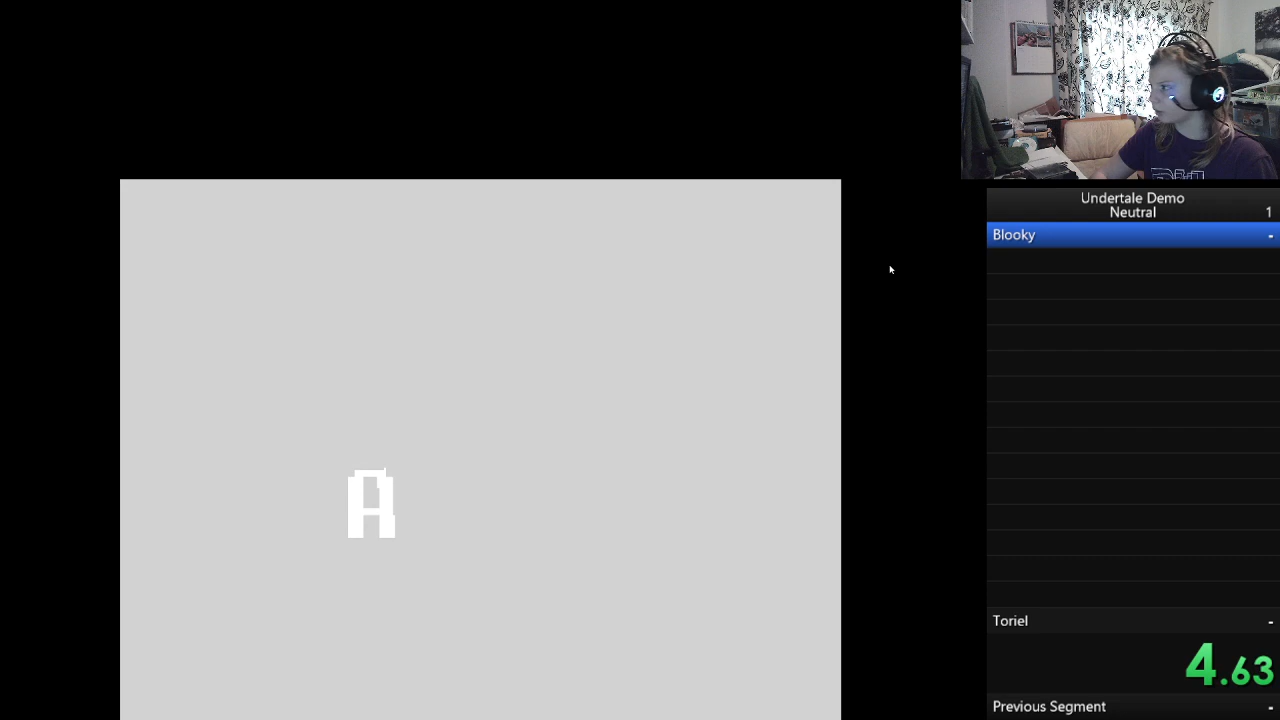 Undertale Demo
Neutral 1
Blooky -
A
Toriel -
4.63
Previous Segment -